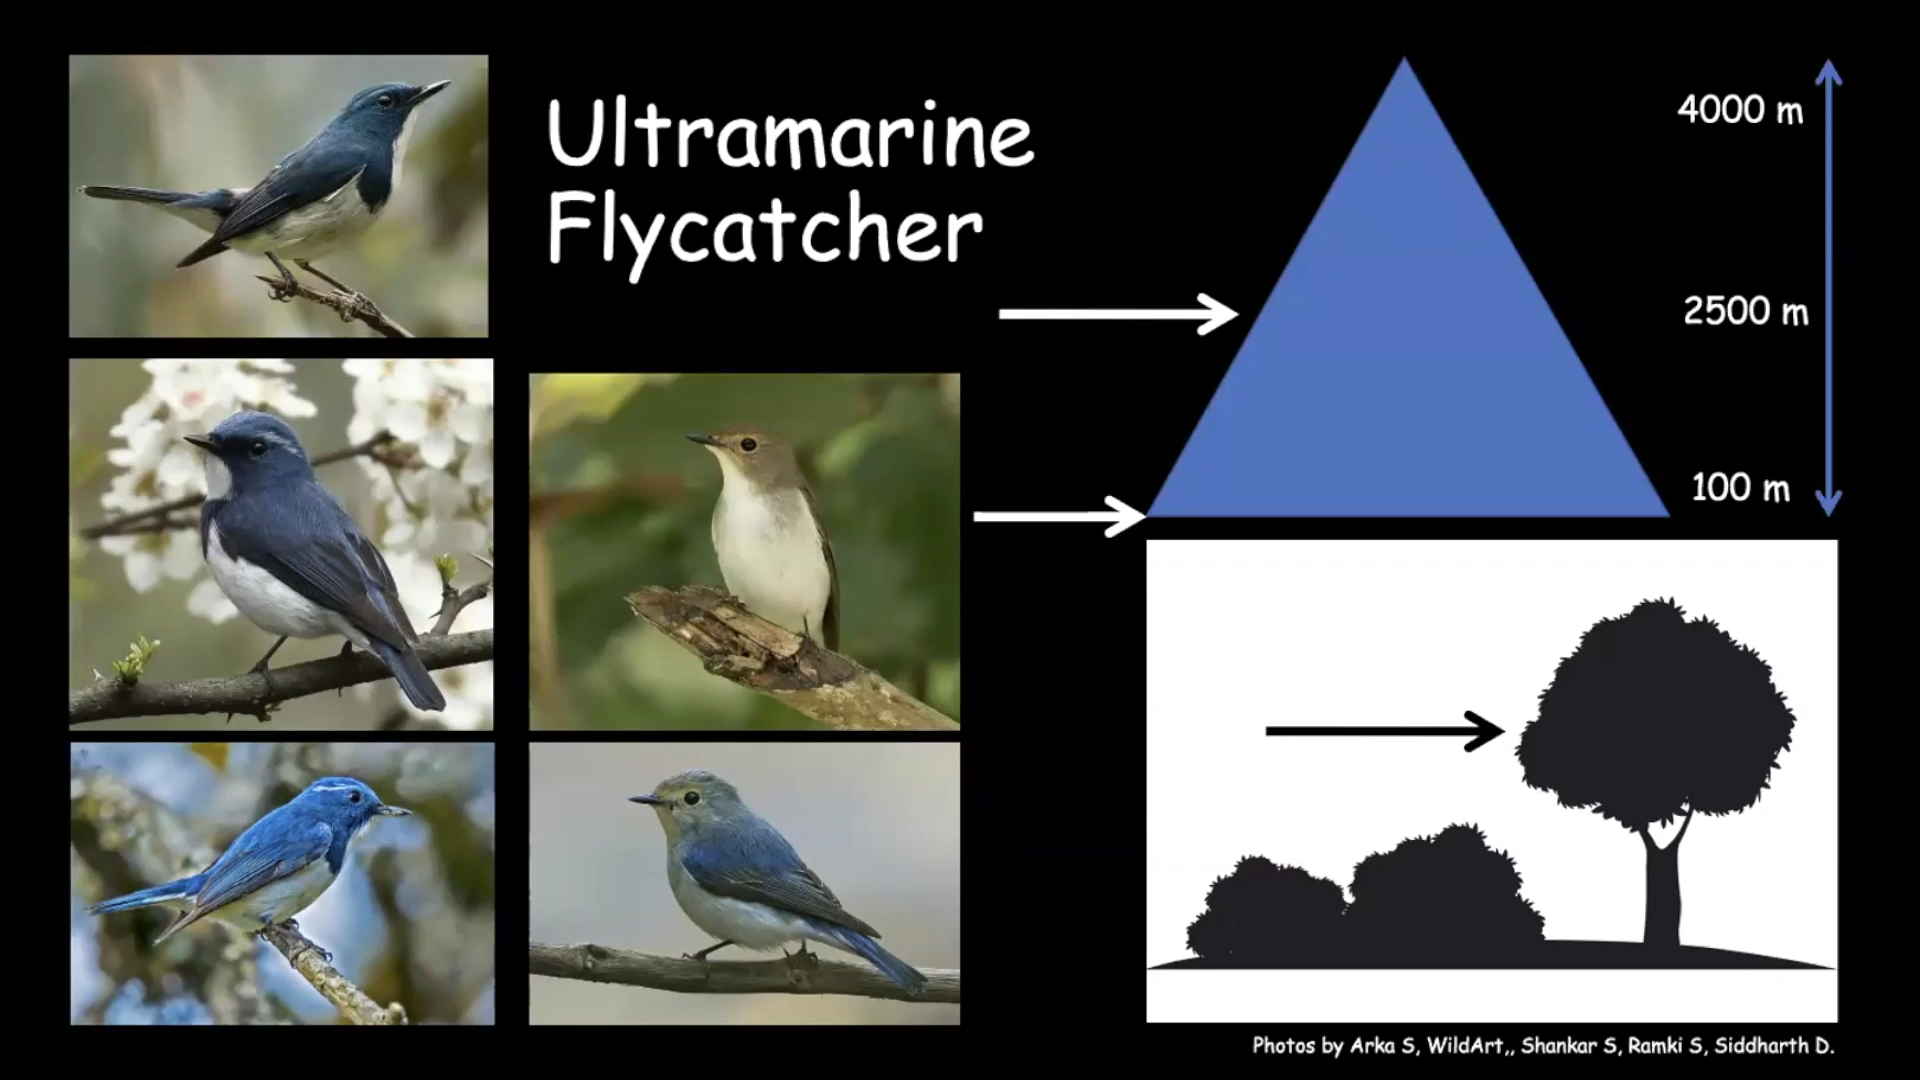 Ultramarine
Flycatcher
4000 m
2500 m
100 m
Photos by Arka S, WildArt,, Shankar S, Ramki S, Siddharth D.